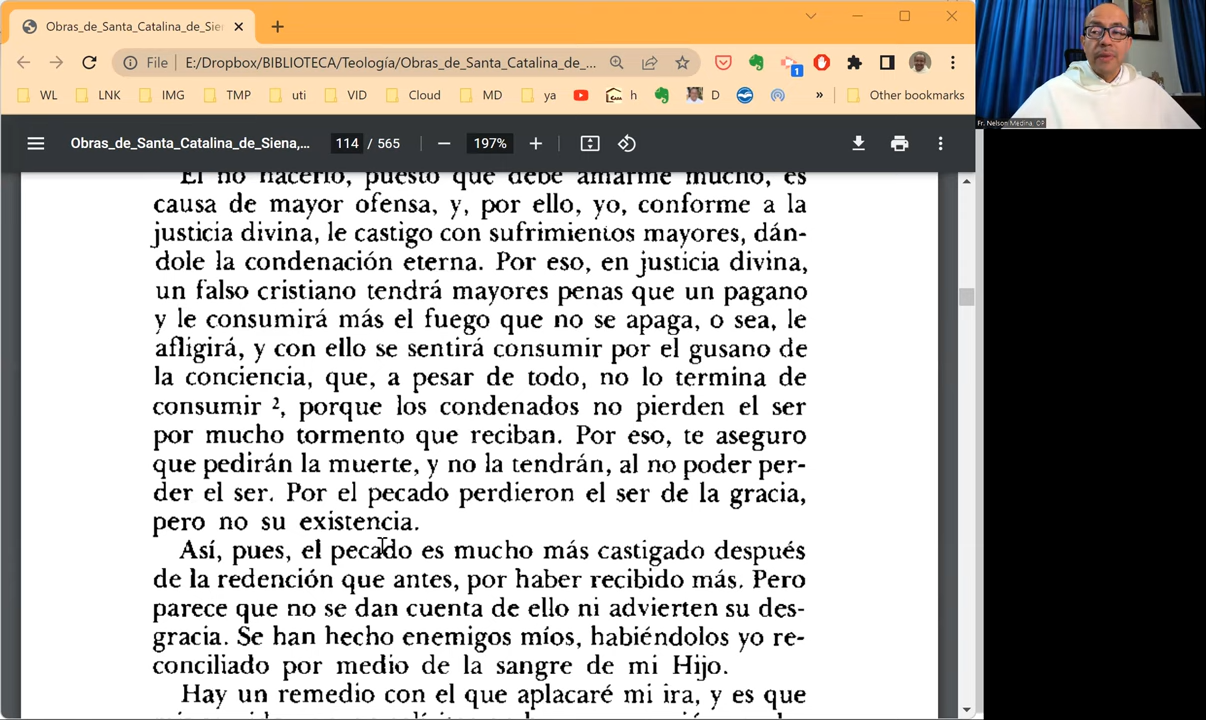 Obras_de_Santa_Catalina_de_Sie
File E:/Dropbox/BIBLIOTECA/Teología/Obras_de_Santa_Catalina_de_...
WL LNK IMG TMP uti VID Cloud MD ya h D » Other bookmarks
1
Obras_de_Santa_Catalina_de_Siena,... 114 / 565 197%
Fr. Nelson Medina, OP
El no hacerlo, puesto que debe amarme mucho, es
causa de mayor ofensa, y, por ello, yo, conforme a la
justicia divina, le castigo con sufrimientos mayores, dán-
dole la condenación eterna. Por eso, en justicia divina,
un falso cristiano tendrá mayores penas que un pagano
y le consumirá más el fuego que no se apaga, o sea, le
afligirá, y con ello se sentirá consumir por el gusano de
la conciencia, que, a pesar de todo, no lo termina de
consumir ², porque los condenados no pierden el ser
por mucho tormento que reciban. Por eso, te aseguro
que pedirán la muerte, y no la tendrán, al no poder per-
der el ser. Por el pecado perdieron el ser de la gracia,
pero no su existencia.
Así, pues, el pecado es mucho más castigado después
de la redención que antes, por haber recibido más. Pero
parece que no se dan cuenta de ello ni advierten su des-
gracia. Se han hecho enemigos míos, habiéndolos yo re-
conciliado por medio de la sangre de mi Hijo.
Hay un remedio con el que aplacaré mi ira, y es que